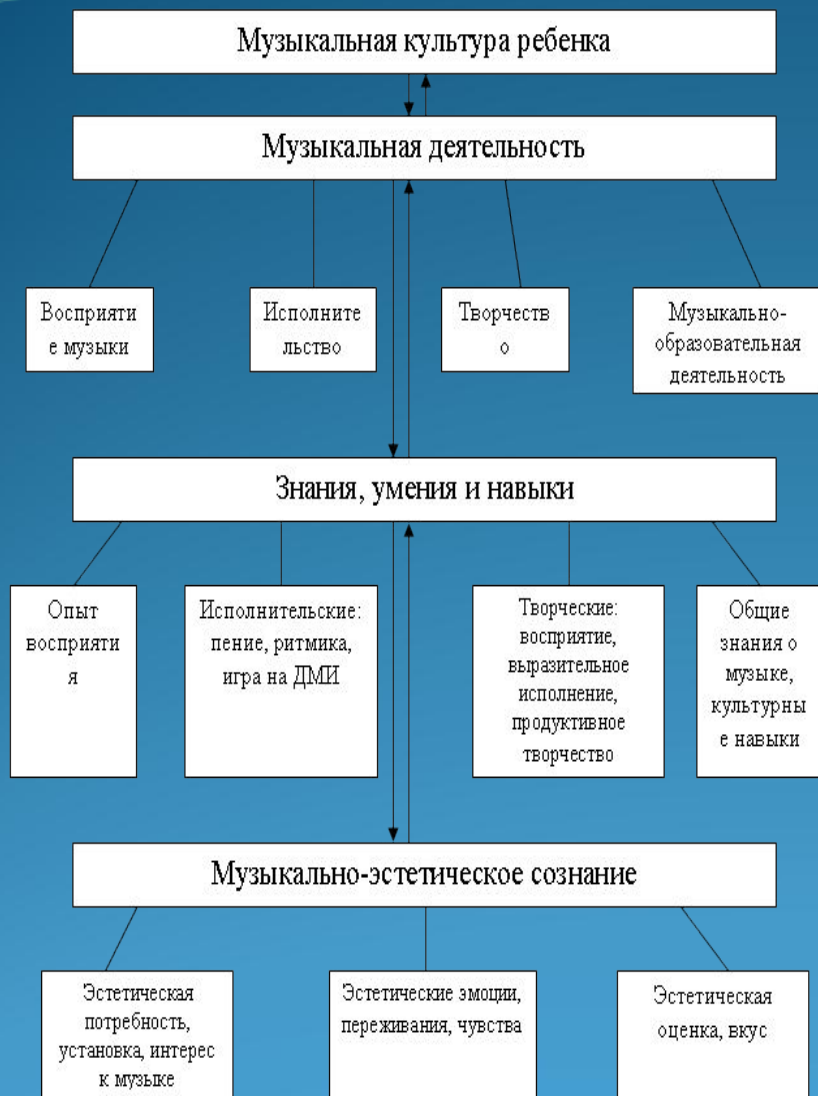 Музыкальная культура ребенка
Музыкальная деятельность
Восприяти
е музыки
Исполните
льство
Творчеств
о
Музыкально-
образовательная
деятельность
Знания, умения и навыки
Опыт
восприяти
я
Исполнительские:
пение, ритмика,
игра на ДМИ
Творческие:
восприятие,
выразительное
исполнение,
продуктивное
творчество
Общие
знания о
музыке,
культурны
е навыки
Музыкально-эстетическое сознание
Эстетическая
потребность,
установка, интерес
к музыке
Эстетические эмоции,
переживания, чувства
Эстетическая
оценка, вкус